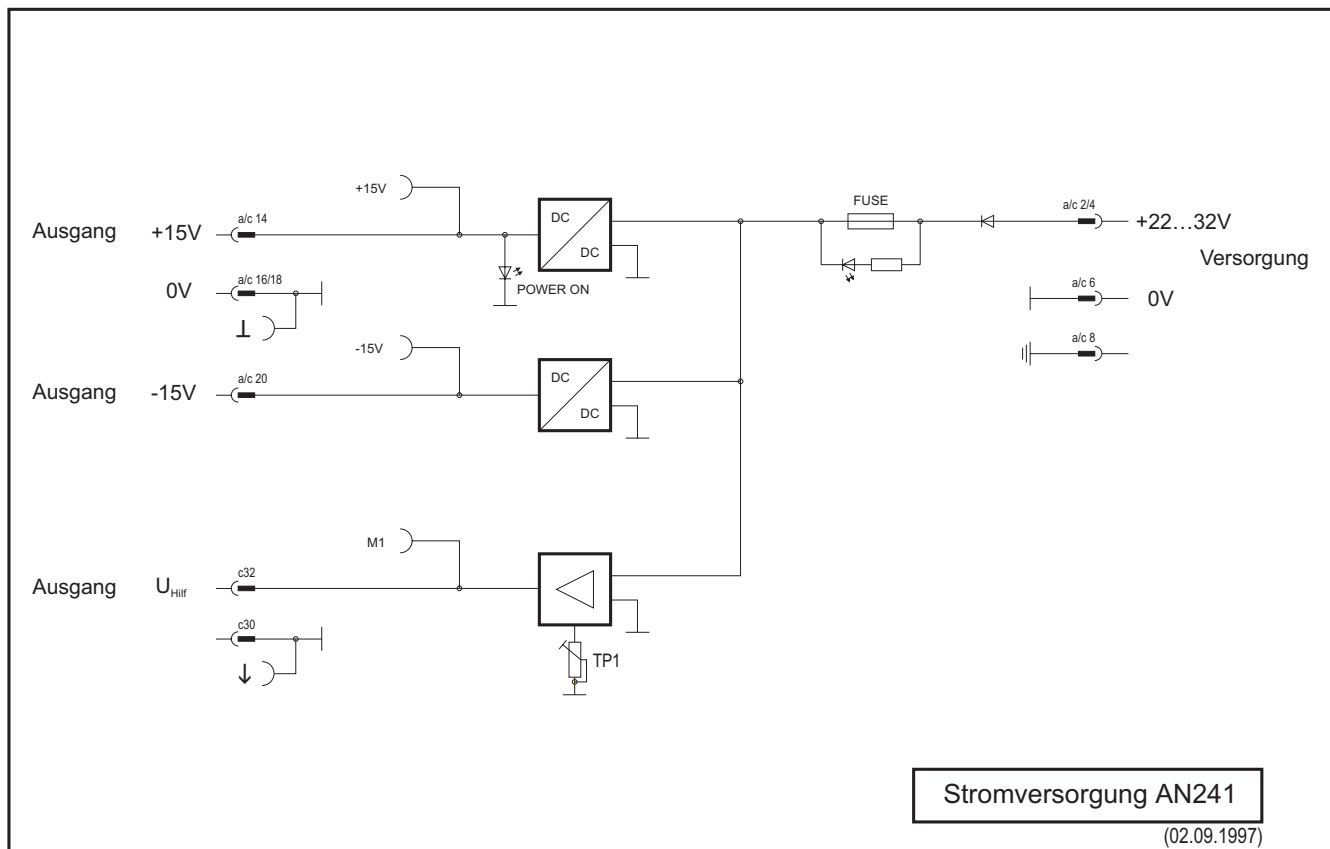 +15V
FUSE
a/c 14
a/c 2/4
Ausgang +15V
DC
DC
+22...32V
Versorgung
POWER ON
a/c 16/18
0V
a/c 6
0V
⊥
-15V
a/c 8
a/c 20
Ausgang -15V
DC
DC
M1
c32
Ausgang U Hilf
c30
↓
TP1
Stromversorgung AN241
(02.09.1997)